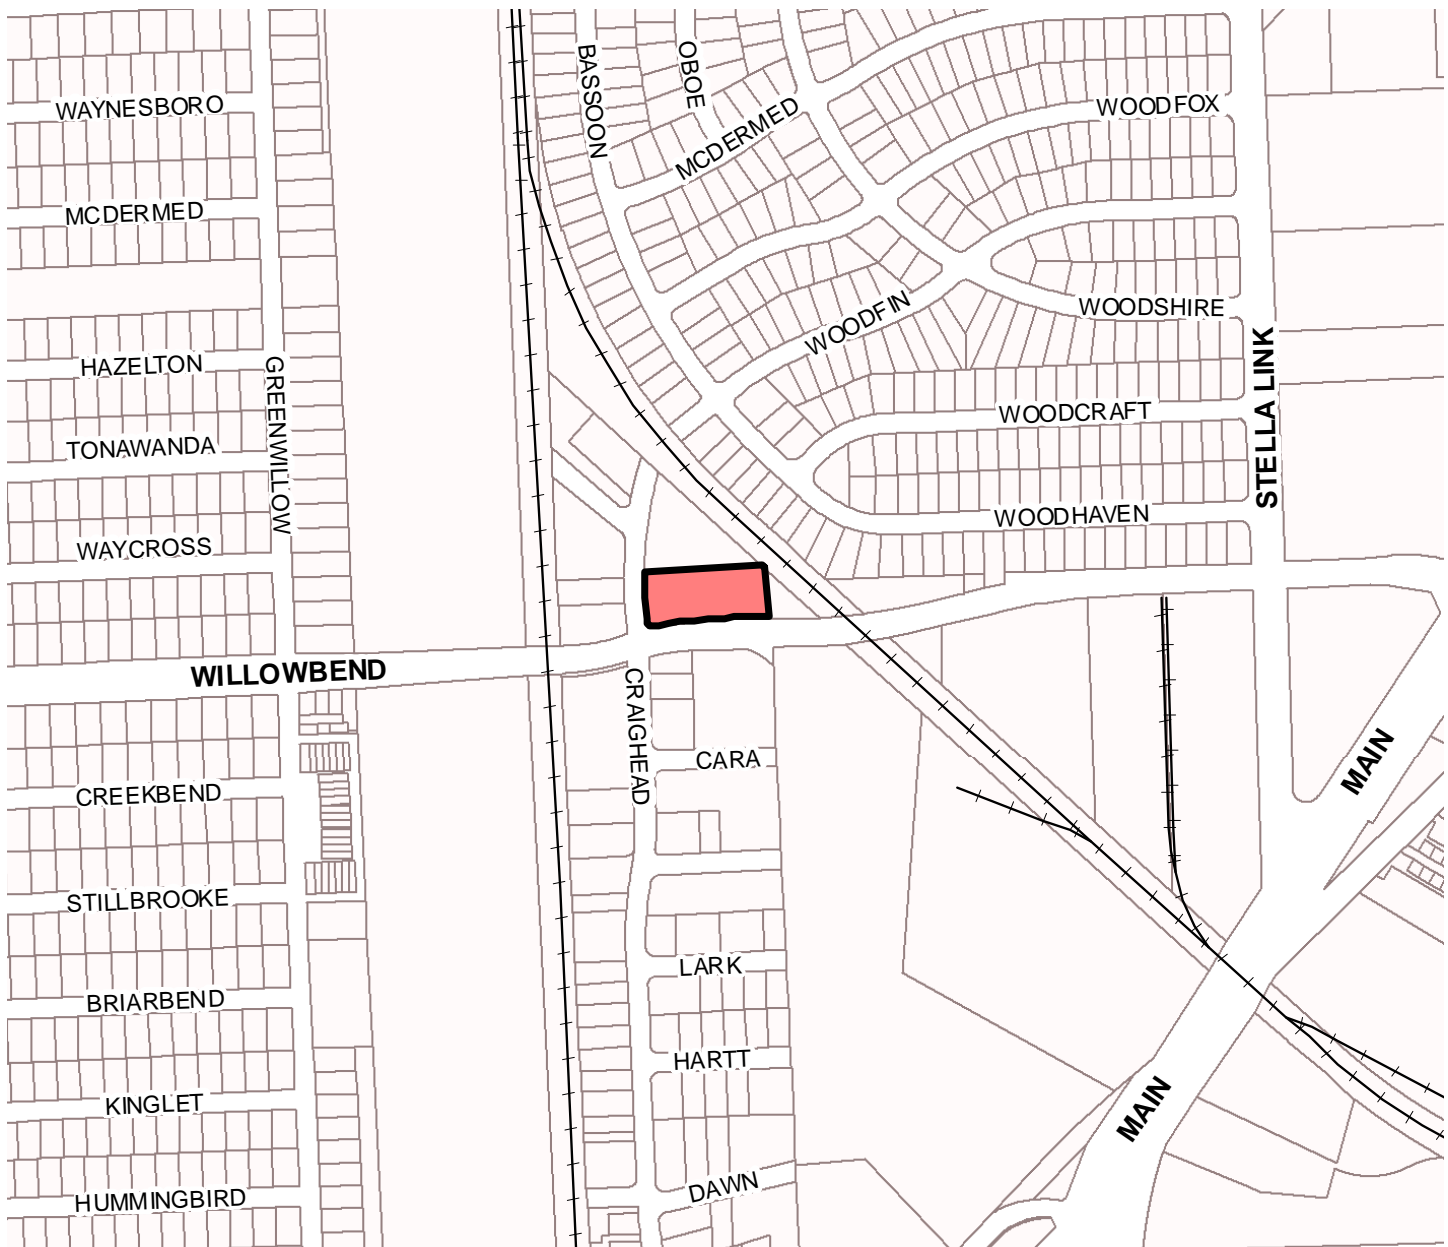 BASSOON
OBOE
WAYNESBORO
MCDERMED
WOODFOX
MCDERMED
WOODFIN
WOODSHIRE
HAZELTON
GREENWILLOW
STELLA LINK
WOODCRAFT
TONAWANDA
WOODHAVEN
WAYCROSS
WILLOWBEND
CRAIGHEAD
CARA
MAIN
CREEKBEND
STILLBROOKE
LARK
BRIARBEND
HARTT
KINGLET
MAIN
DAWN
HUMMINGBIRD